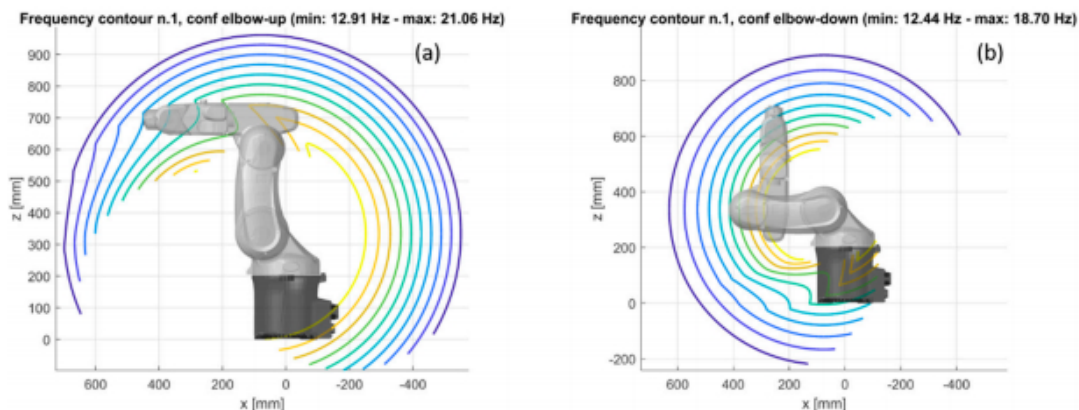 Frequency contour n.1, conf elbow-up (min: 12.91 Hz - max: 21.06 Hz)
(a)
900
800
700
600
500
400
300
200
100
0
z [mm]
600 400 200 0 -200 -400
x [mm]
Frequency contour n.1, conf elbow-down (min: 12.44 Hz - max: 18.70 Hz)
(b)
800
600
400
200
0
-200
z [mm]
600 400 200 0 -200 -400
x [mm]